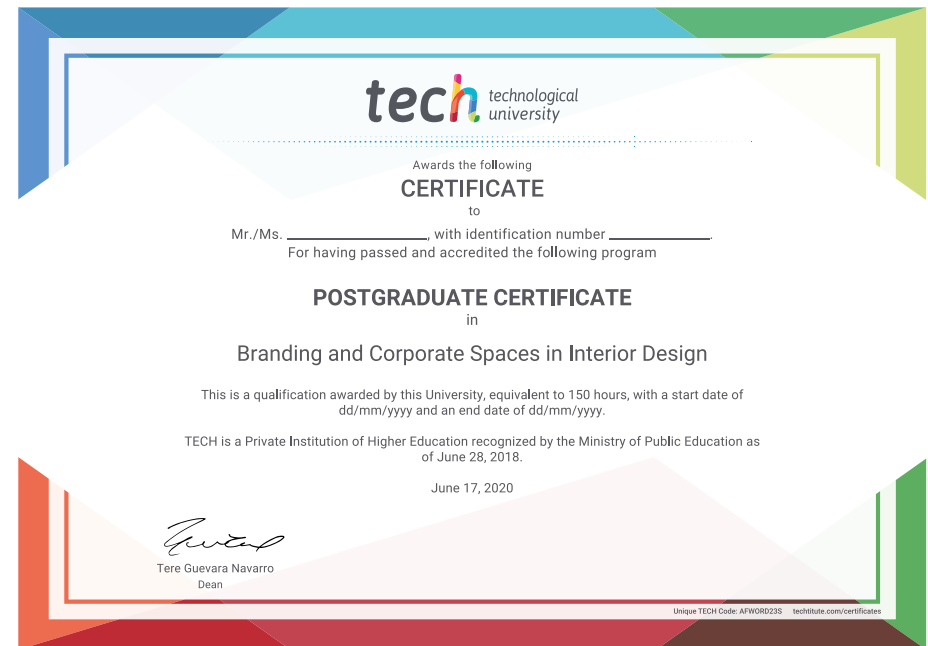 tech technological
university
Awards the following
CERTIFICATE
to
Mr./Ms. ____________________, with identification number ______________.
For having passed and accredited the following program
POSTGRADUATE CERTIFICATE
in
Branding and Corporate Spaces in Interior Design
This is a qualification awarded by this University, equivalent to 150 hours, with a start date of
dd/mm/yyyy and an end date of dd/mm/yyyy.
TECH is a Private Institution of Higher Education recognized by the Ministry of Public Education as
of June 28, 2018.
June 17, 2020
Tere Guevara Navarro
Dean
Unique TECH Code: AFWORD23S techtitute.com/certificates